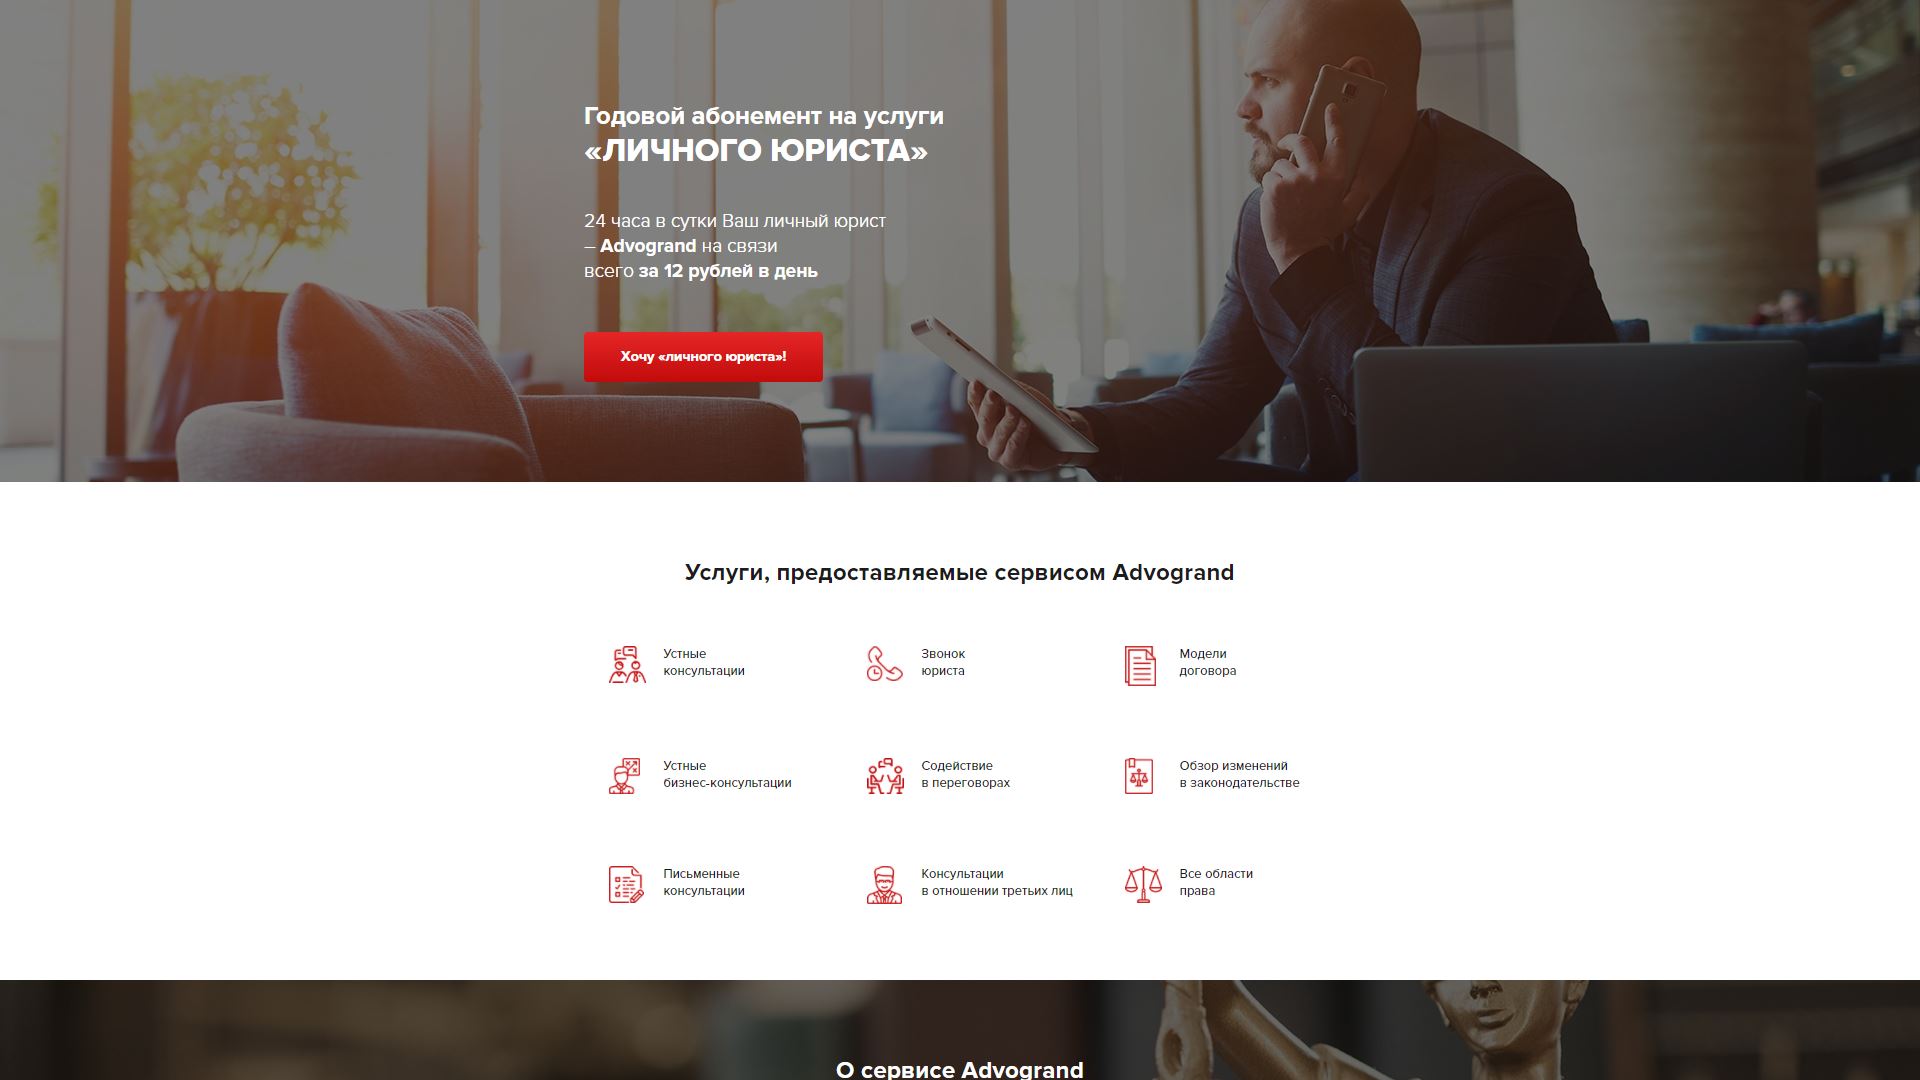 Годовой абонемент на услуги
«ЛИЧНОГО ЮРИСТА»
24 часа в сутки Ваш личный юрист
– Advogrand на связи
всего за 12 рублей в день
Хочу «личного юриста»!
Услуги, предоставляемые сервисом Advogrand
Устные
консультации
Звонок
юриста
Модели
договора
Устные
бизнес-консультации
Содействие
в переговорах
Обзор изменений
в законодательстве
Письменные
консультации
Консультации
в отношении третьих лиц
Все области
права
О сервисе Advogrand